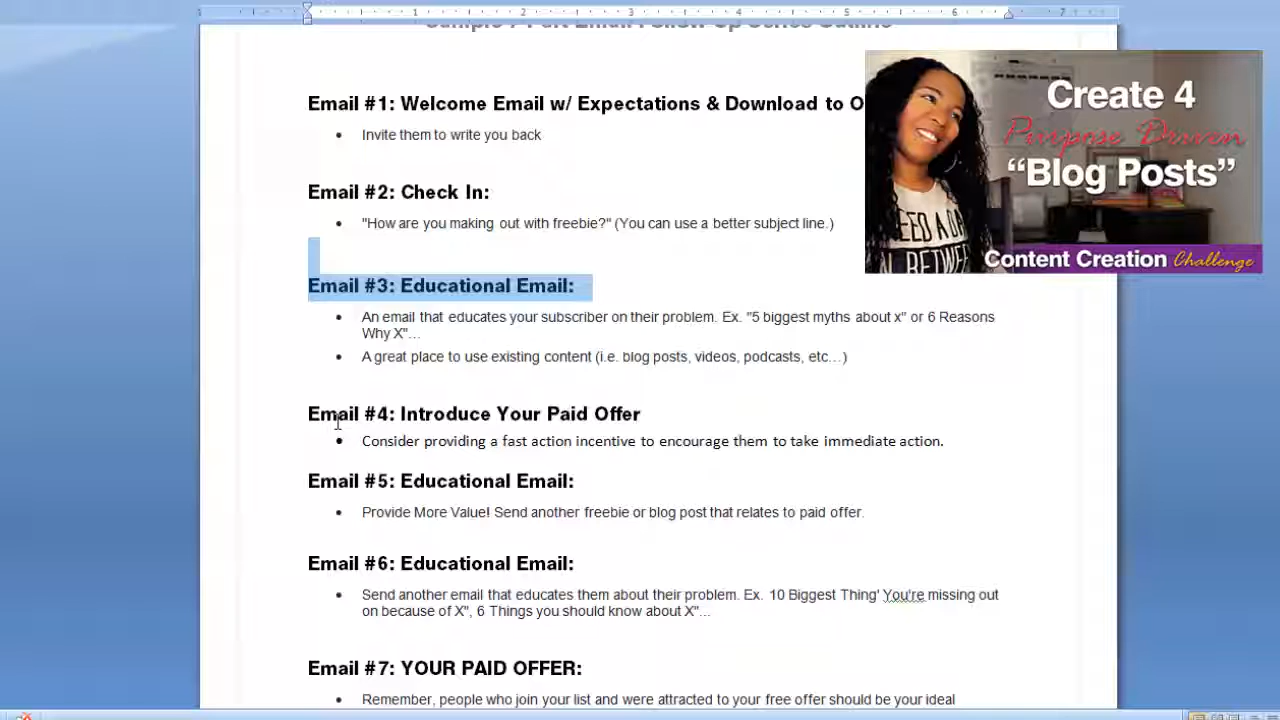 Sample 7 Part Email Follow Up Series Outline
Email #1: Welcome Email w/ Expectations & Download to O
Invite them to write you back
Email #2: Check In:
"How are you making out with freebie?" (You can use a better subject line.)
Email #3: Educational Email:
An email that educates your subscriber on their problem. Ex. "5 biggest myths about x" or 6 Reasons
Why X"...
A great place to use existing content (i.e. blog posts, videos, podcasts, etc...)
Email #4: Introduce Your Paid Offer
Consider providing a fast action incentive to encourage them to take immediate action.
Email #5: Educational Email:
Provide More Value! Send another freebie or blog post that relates to paid offer.
Email #6: Educational Email:
Send another email that educates them about their problem. Ex. 10 Biggest Thing' You're missing out
on because of X", 6 Things you should know about X"...
Email #7: YOUR PAID OFFER:
Remember, people who join your list and were attracted to your free offer should be your ideal
Create 4
Purpose Driven
“Blog Posts”
Content Creation Challenge